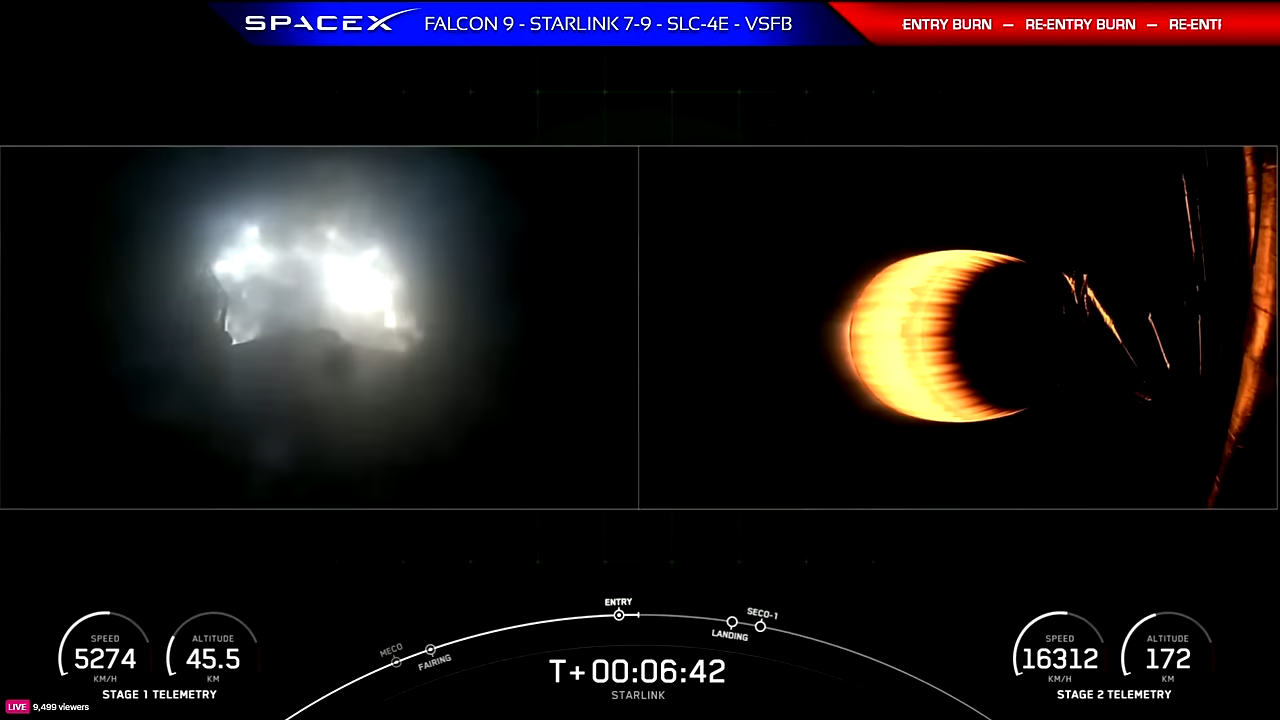 SPACEX FALCON 9 - STARLINK 7-9 - SLC-4E - VSFB
ENTRY BURN — RE-ENTRY BURN — RE-ENT
ENTRY
SECO-1
LANDING
MECO
FAIRING
SPEED
5274
KM/H
ALTITUDE
45.5
KM
STAGE 1 TELEMETRY
T+ 00:06:42
STARLINK
SPEED
16312
KM/H
ALTITUDE
172
KM
STAGE 2 TELEMETRY
LIVE 9,499 viewers